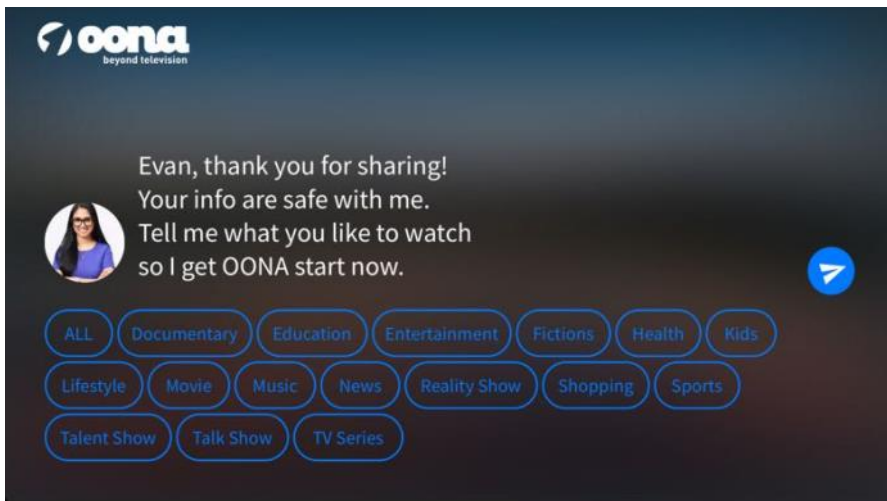 oona
beyond television
Evan, thank you for sharing!
Your info are safe with me.
Tell me what you like to watch
so I get OONA start now.
ALL Documentary Education Entertainment Fictions Health Kids
Lifestyle Movie Music News Reality Show Shopping Sports
Talent Show Talk Show TV Series